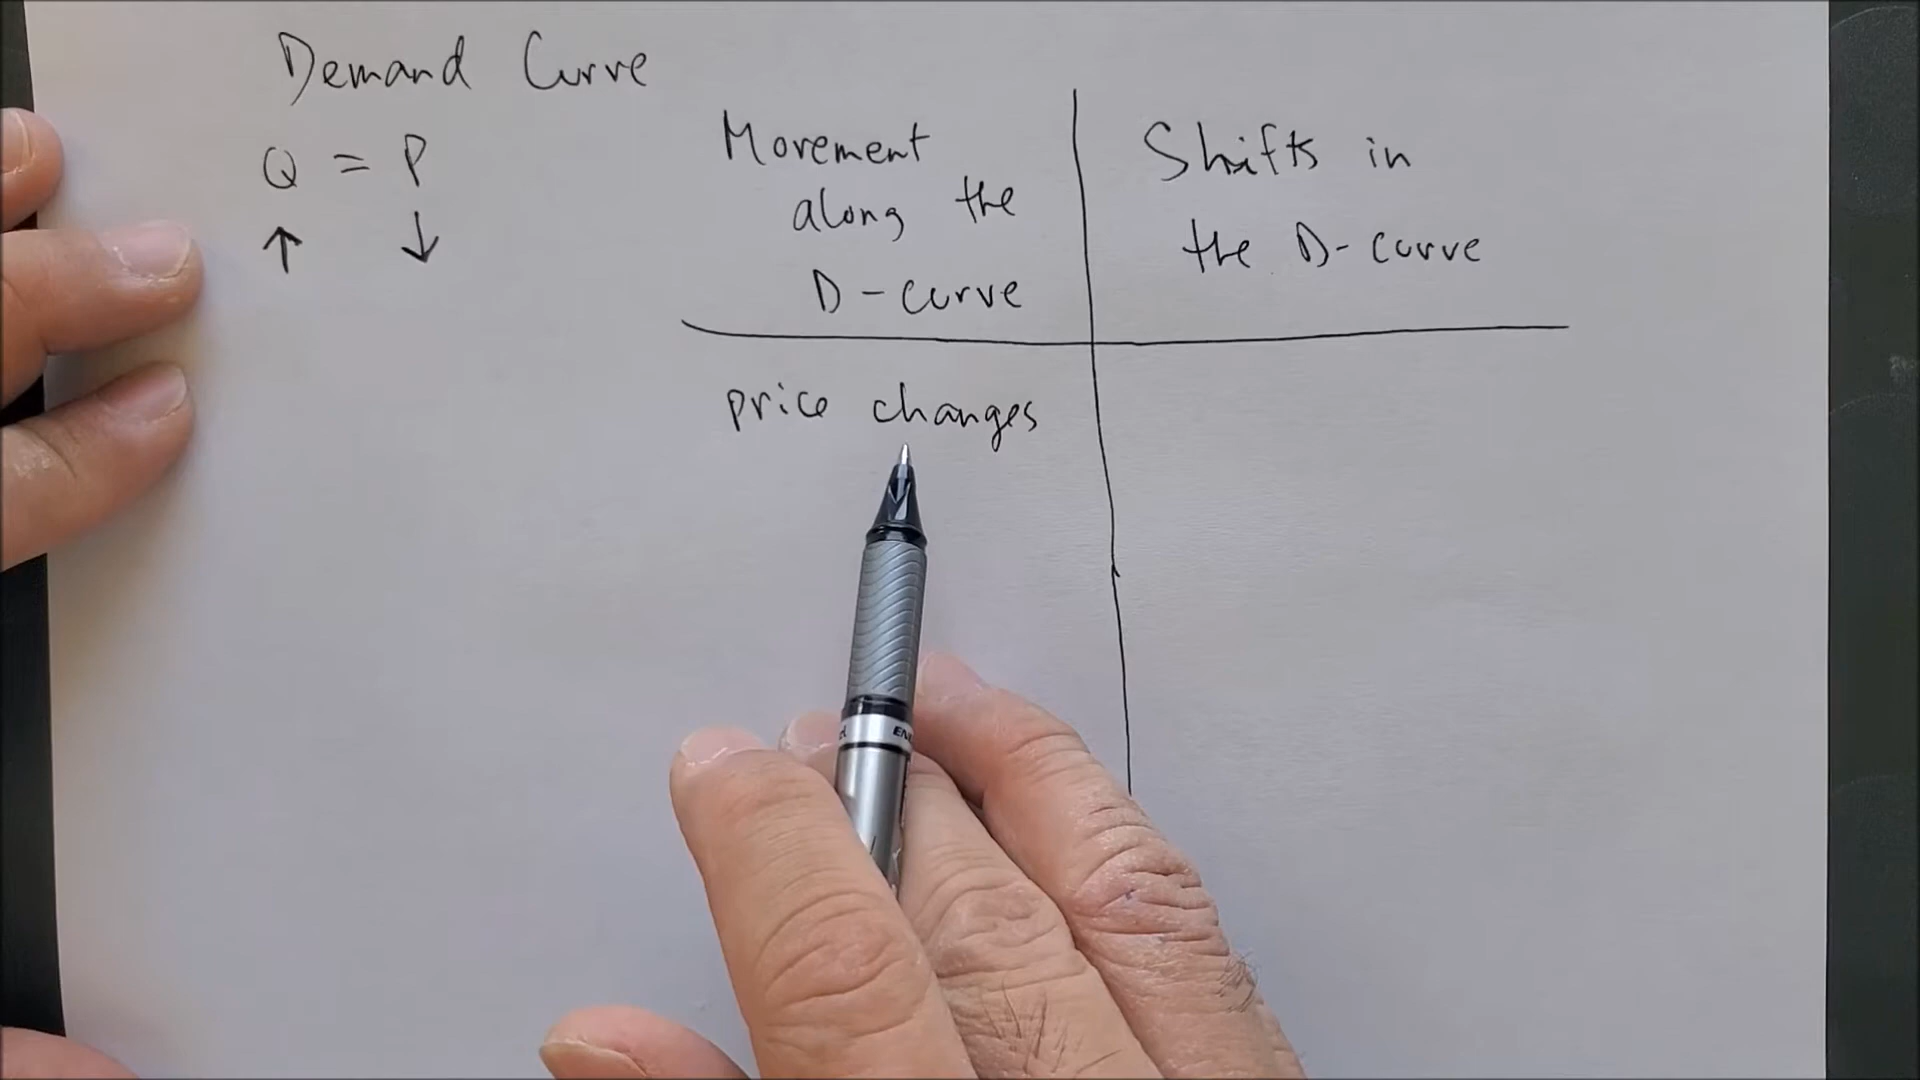 Demand Curve
Q = P
↑ ↓
Movement
along the
D-curve
Shifts in
the D-curve
price changes